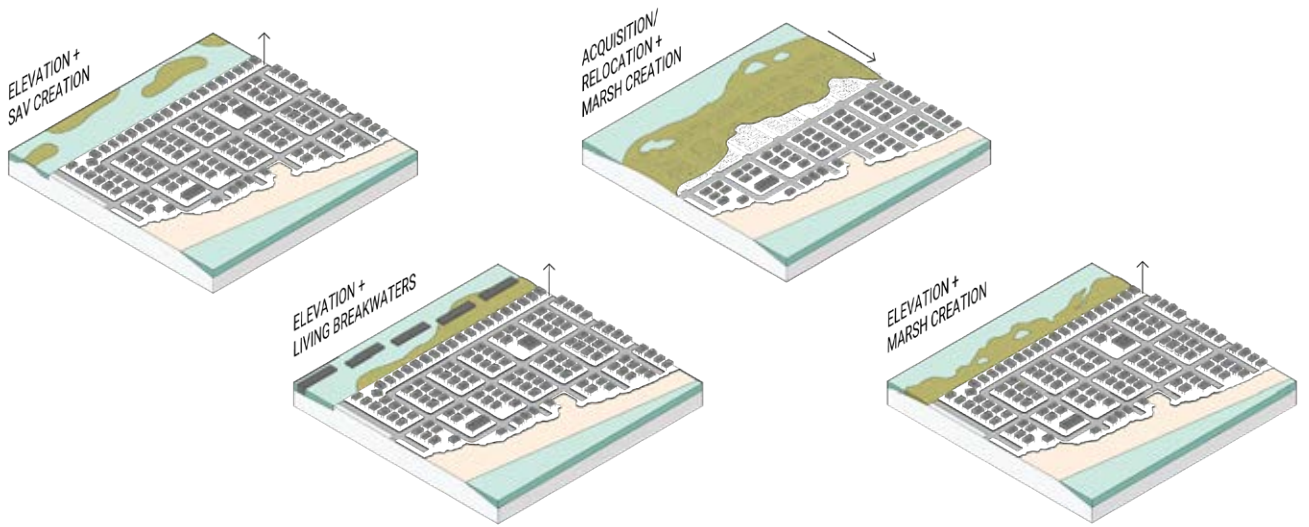 ELEVATION +
SAV CREATION
ACQUISITION/
RELOCATION +
MARSH CREATION
ELEVATION +
LIVING BREAKWATERS
ELEVATION +
MARSH CREATION